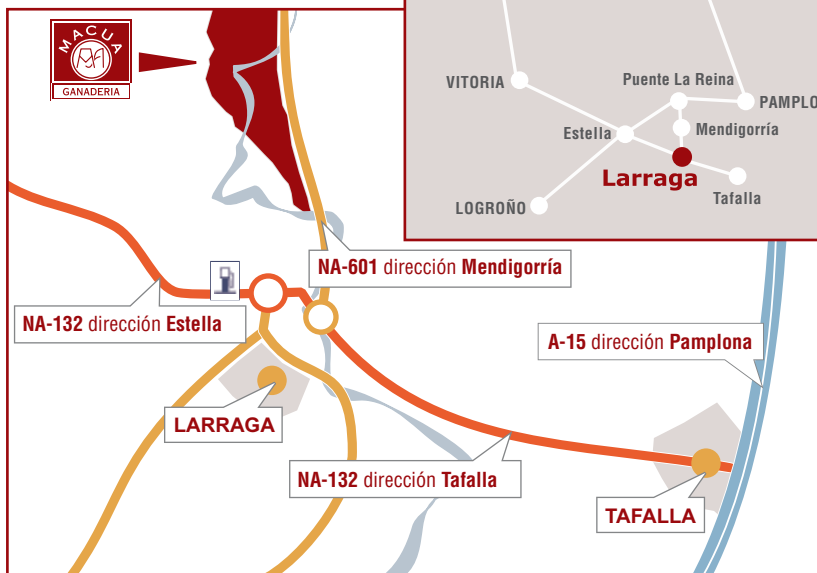 MACUA
GANADERIA
VITORIA
Puente La Reina
PAMPLO
Estella
Mendigorría
Larraga
Tafalla
LOGROÑO
NA-601 dirección Mendigorría
NA-132 dirección Estella
A-15 dirección Pamplona
LARRAGA
NA-132 dirección Tafalla
TAFALLA